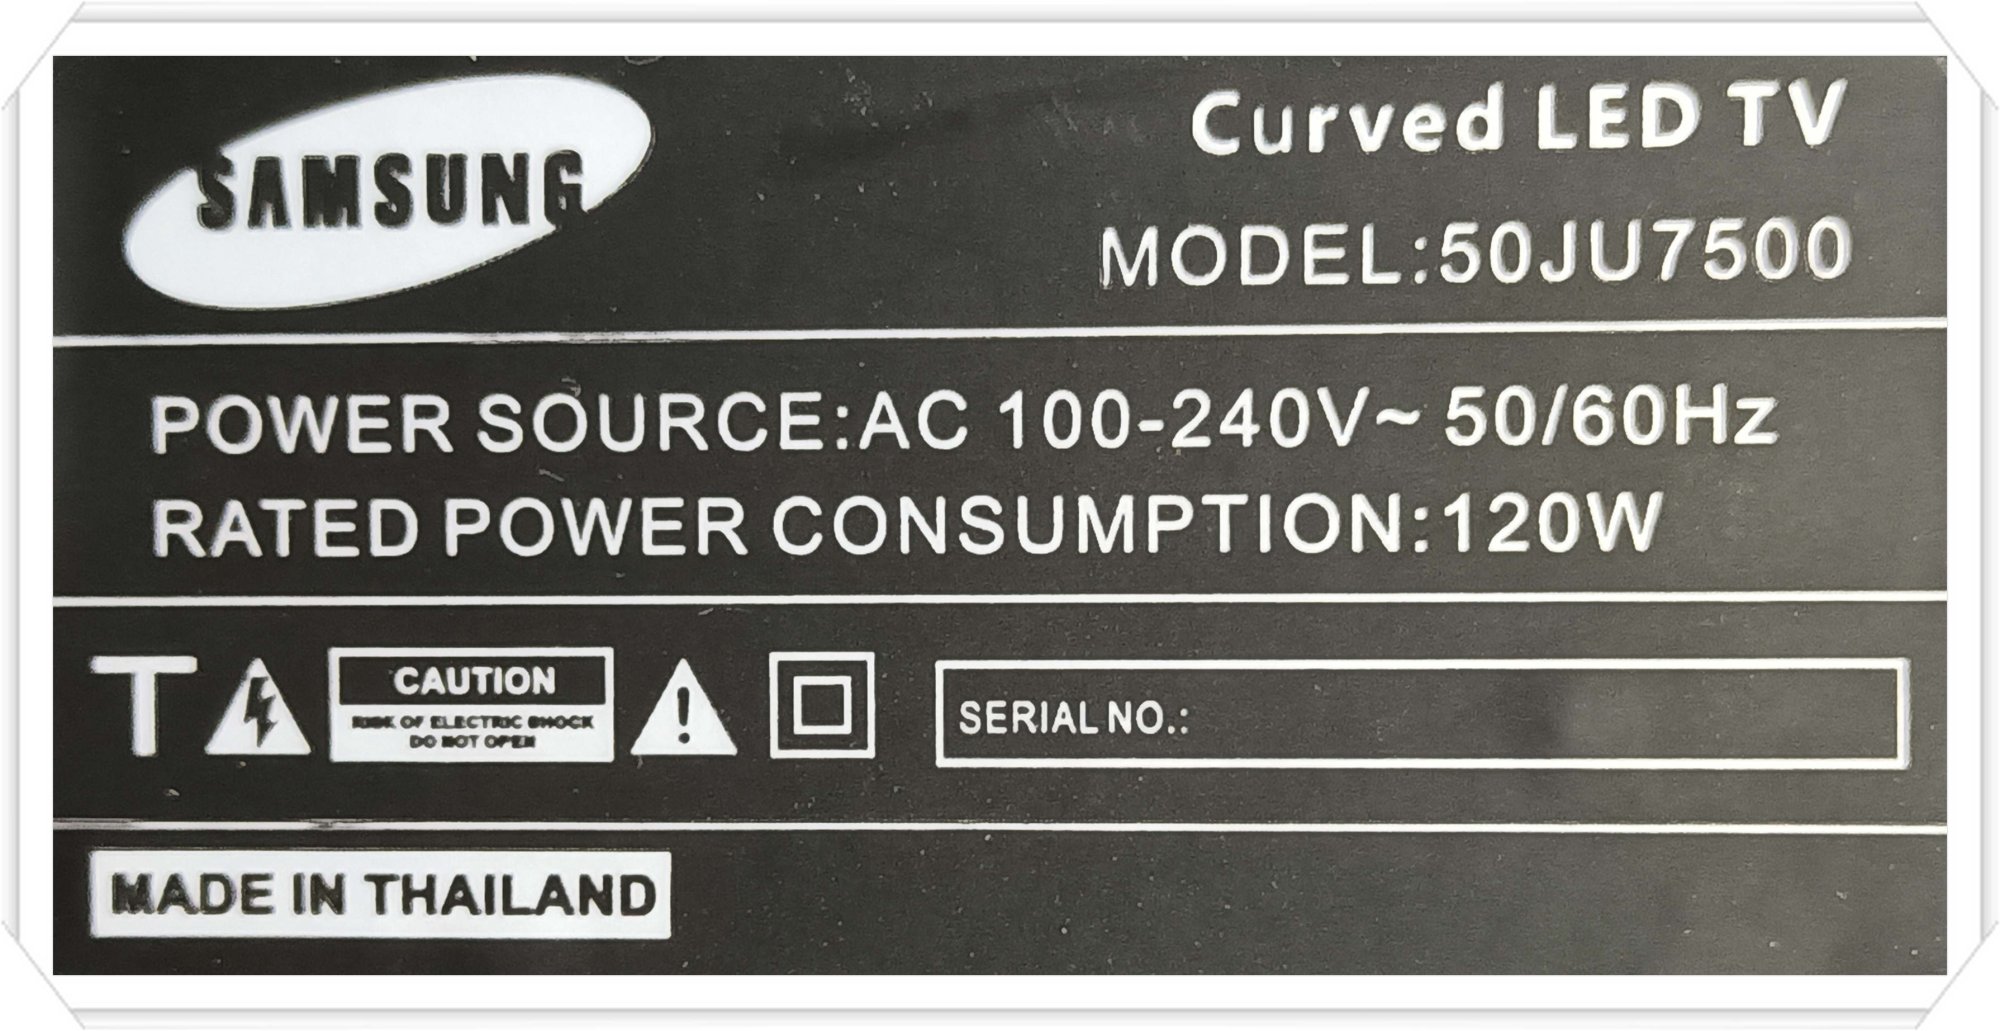 SAMSUNG
Curved LED TV
MODEL:50JU7500
POWER SOURCE:AC 100-240V~ 50/60Hz
RATED POWER CONSUMPTION:120W
T
CAUTION
RISK OF ELECTRIC SHOCK
DO NOT OPEN
!
SERIAL NO.:
MADE IN THAILAND